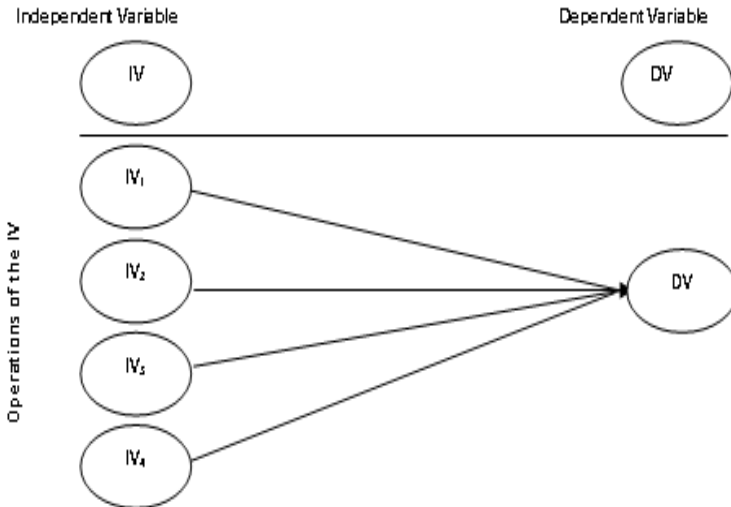 Independent Variable
Dependent Variable
IV
DV
IV₁
IV₂
IV₃
IV₄
DV
Operations of the IV